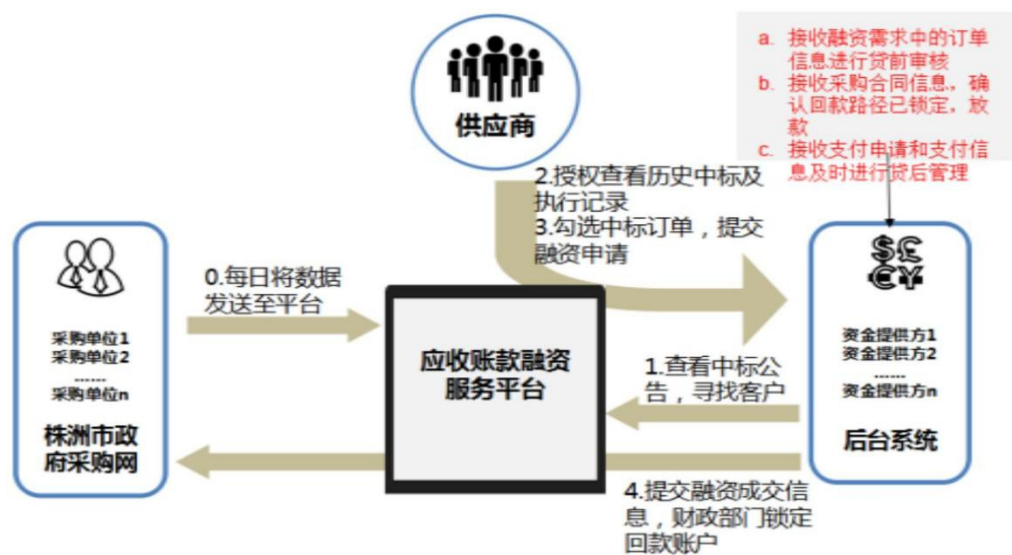 供应商
a. 接收融资需求中的订单
信息进行贷前审核
b. 接收采购合同信息，确
认回款路径已锁定，放
款
c. 接收支付申请和支付信
息及时进行贷后管理
2.授权查看历史中标及
执行记录
3.勾选中标订单，提交
融资申请
0.每日将数据
发送至平台
采购单位1
采购单位2
......
采购单位n
株洲市政
府采购网
应收账款融资
服务平台
$£
€¥
资金提供方1
资金提供方2
......
资金提供方n
后台系统
1.查看中标公
告，寻找客户
4.提交融资成交信
息，财政部门锁定
回款账户